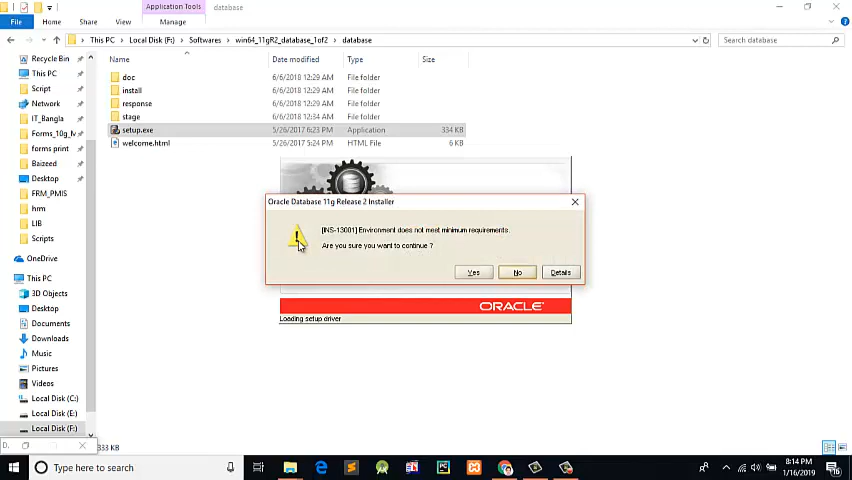 Application Tools
database
File
Home
Share
View
Manage
This PC
Local Disk (F:)
Softwares
win64_11gR2_database_1of2
database
Search database
Name
Date modified
Type
Size
Recycle Bin
This PC
Script
Network
IT_Bangla
forms print
Baizeed
Desktop
FRM_PMIS
hrm
LIB
Scripts
OneDrive
This PC
3D Objects
Desktop
Documents
Downloads
Music
Pictures
Videos
Local Disk (C:)
Local Disk (E:)
Local Disk (F:)
doc
6/6/2018 12:29 AM
File folder
install
6/6/2018 12:29 AM
File folder
response
6/6/2018 12:29 AM
File folder
stage
6/6/2018 12:34 AM
File folder
setup.exe
5/26/2017 6:23 PM
Application
334 KB
welcome.html
5/26/2017 5:24 PM
HTML File
6 KB
Oracle Database 11g Release 2 Installer
[INS-13001] Environment does not meet minimum requirements.
Are you sure you want to continue ?
Yes
No
Details
ORACLE
Loading setup driver
D.
333 KB
Type here to search
8:14 PM
1/16/2019
16